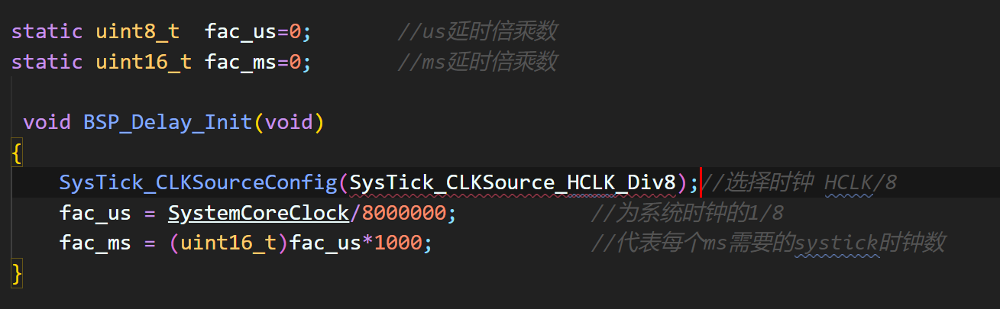 static uint8_t  fac_us=0;       //us延时倍乘数
static uint16_t fac_ms=0;       //ms延时倍乘数
void BSP_Delay_Init(void)
{
    SysTick_CLKSourceConfig(SysTick_CLKSource_HCLK_Div8);//选择时钟 HCLK/8
    fac_us = SystemCoreClock/8000000;           //为系统时钟的1/8
    fac_ms = (uint16_t)fac_us*1000;             //代表每个ms需要的systick时钟数
}